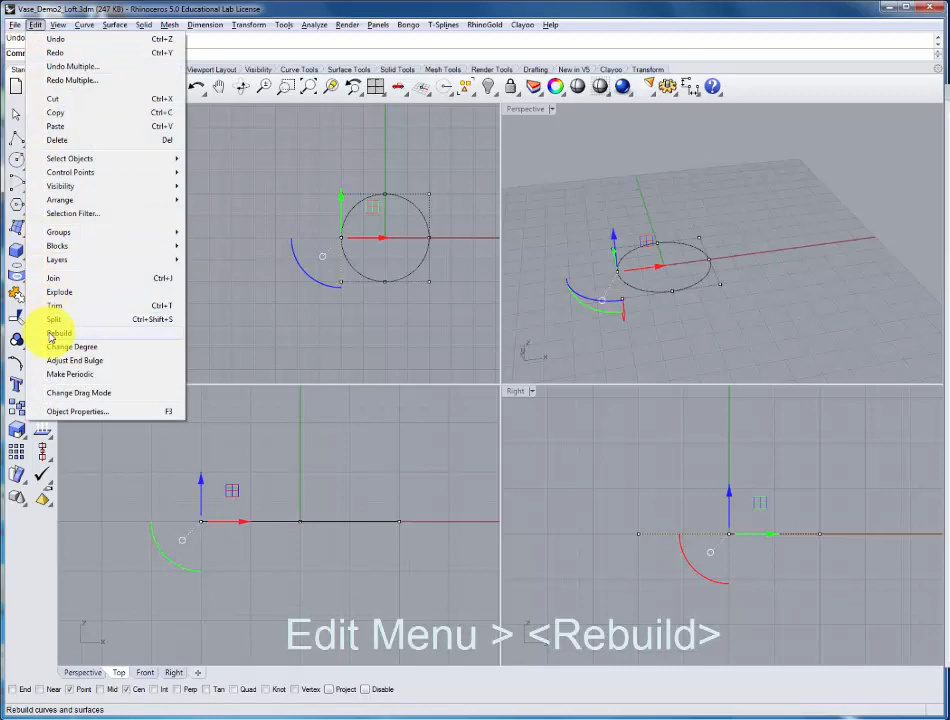 Vase_Demo2_Loft.3dm (247 KB) - Rhinoceros 5.0 Educational Lab License
File Edit View Curve Surface Solid Mesh Dimension Transform Tools Analyze Render Panels Bongo T-Splines RhinoGold Clayoo Help
Undo
Comm
Stan
Viewport Layout Visibility Curve Tools Surface Tools Solid Tools Mesh Tools Render Tools Drafting New in V5 Clayoo Transform
Undo Ctrl+Z
Redo Ctrl+Y
Undo Multiple...
Redo Multiple...
Cut Ctrl+X
Copy Ctrl+C
Paste Ctrl+V
Delete Del
Select Objects
Control Points
Visibility
Arrange
Selection Filter...
Groups
Blocks
Layers
Join Ctrl+J
Explode
Trim Ctrl+T
Split Ctrl+Shift+S
Rebuild
Change Degree
Adjust End Bulge
Make Periodic
Change Drag Mode
Object Properties... F3
Perspective
Right
z
x
z
Edit Menu > <Rebuild>
Perspective Top Front Right
End Near Point Mid Cen Int Perp Tan Quad Knot Vertex Project Disable
Rebuild curves and surfaces